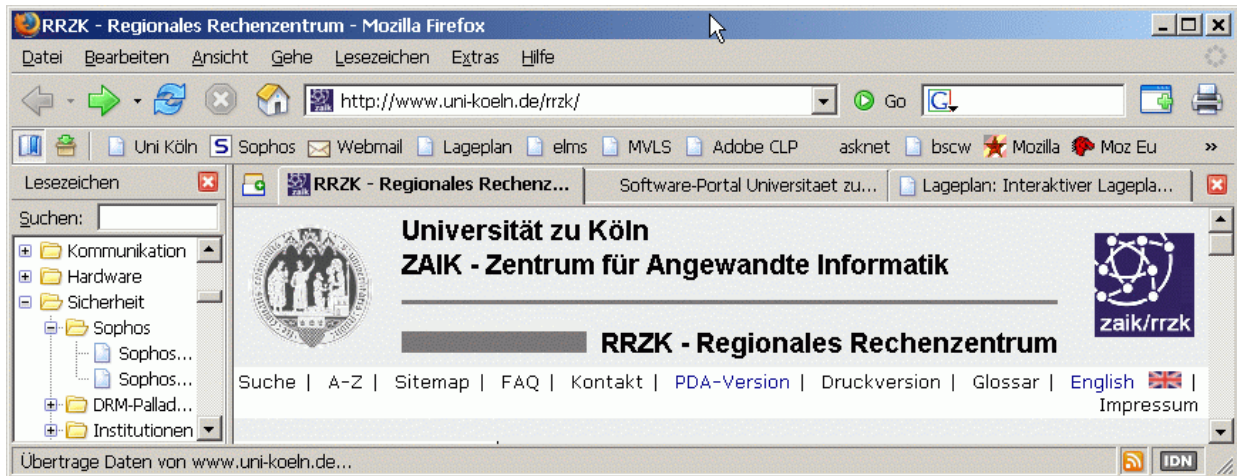 RRZK - Regionales Rechenzentrum - Mozilla Firefox
Datei Bearbeiten Ansicht Gehe Lesezeichen Extras Hilfe
http://www.uni-koeln.de/rrzk/ Go G
Uni Köln S Sophos Webmail Lageplan elms MVLS Adobe CLP asknet bscw Mozilla Moz Eu »
Lesezeichen
RRZK - Regionales Rechenz... Software-Portal Universitaet zu... Lageplan: Interaktiver Lagepla...
Suchen:
Kommunikation
Hardware
Sicherheit
Sophos
Sophos...
Sophos...
DRM-Pallad...
Institutionen
Universität zu Köln
ZAIK - Zentrum für Angewandte Informatik
RRZK - Regionales Rechenzentrum
zaik/rrzk
Suche | A-Z | Sitemap | FAQ | Kontakt | PDA-Version | Druckversion | Glossar | English |
Impressum
Übertrage Daten von www.uni-koeln.de... IDN